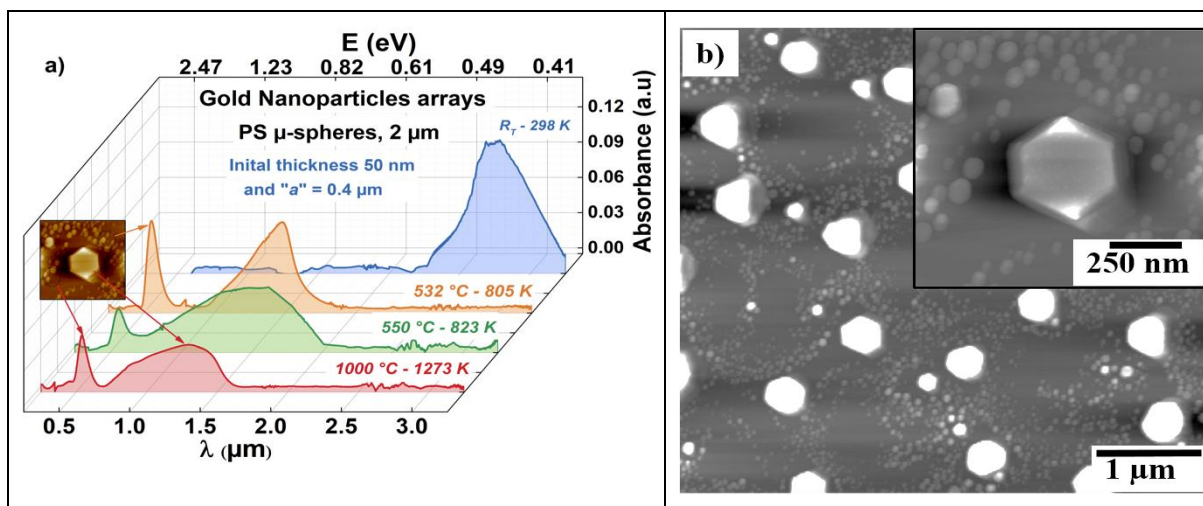 a)
E (eV)
2.47 1.23 0.82 0.61 0.49 0.41
Gold Nanoparticles arrays
PS μ-spheres, 2 μm
Inital thickness 50 nm
and "a" = 0.4 μm
R_T - 298 K
0.12
0.09
0.06
0.03
0.00
Absorbance (a.u)
532 °C - 805 K
550 °C - 823 K
1000 °C - 1273 K
0.5 1.0 1.5 2.0 2.5 3.0
λ (μm)
b)
250 nm
1 μm